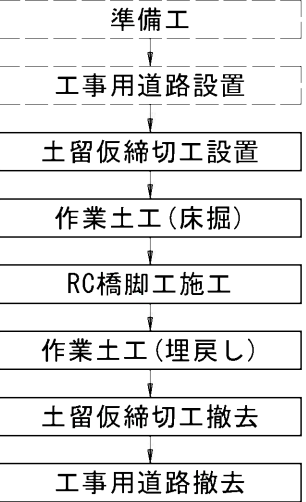 準備工
工事用道路設置
土留仮締切工設置
作業土工(床掘)
RC橋脚工施工
作業土工(埋戻し)
土留仮締切工撤去
工事用道路撤去